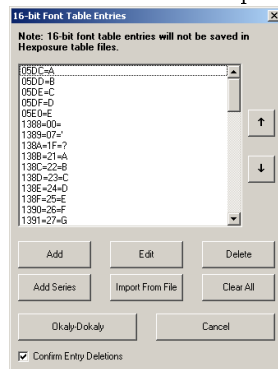 16-bit Font Table Entries
Note: 16-bit font table entries will not be saved in
Hexposure table files.
05DC=A
05DD=B
05DE=C
05DF=D
05E0=E
1388=00=
1389=07='
138A=1F=?
138B=21=A
138C=22=B
138D=23=C
138E=24=D
138F=25=E
1390=26=F
1391=27=G
Add
Edit
Delete
Add Series
Import From File
Clear All
Okaly-Dokaly
Cancel
Confirm Entry Deletions